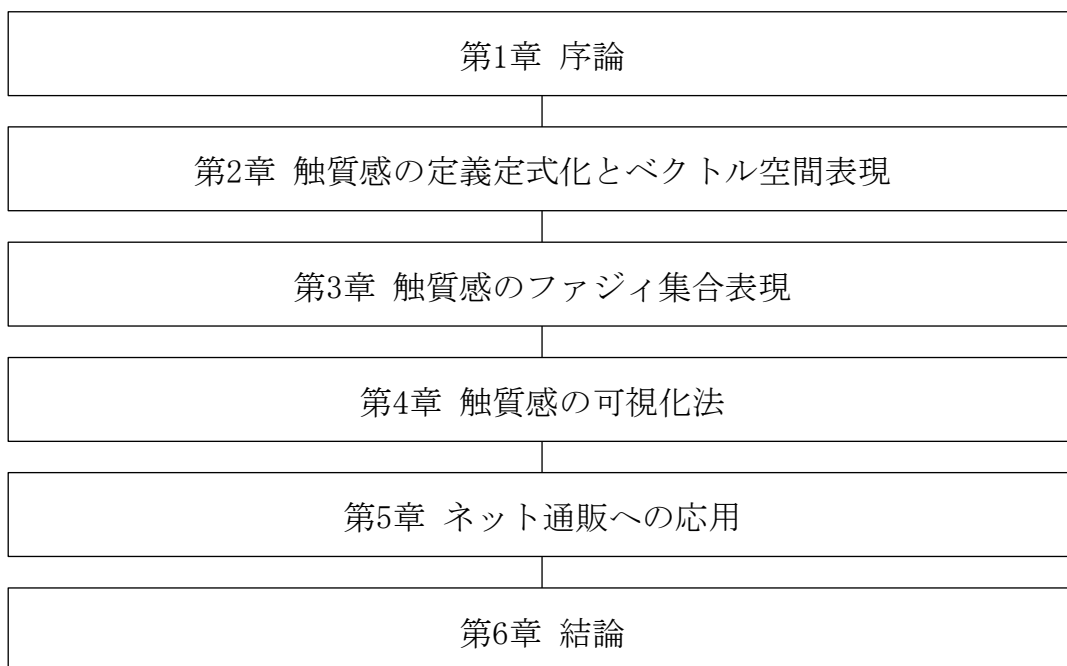 第1章 序論
第2章 触質感の定義定式化とベクトル空間表現
第3章 触質感のファジィ集合表現
第4章 触質感の可視化法
第5章 ネット通販への応用
第6章 結論